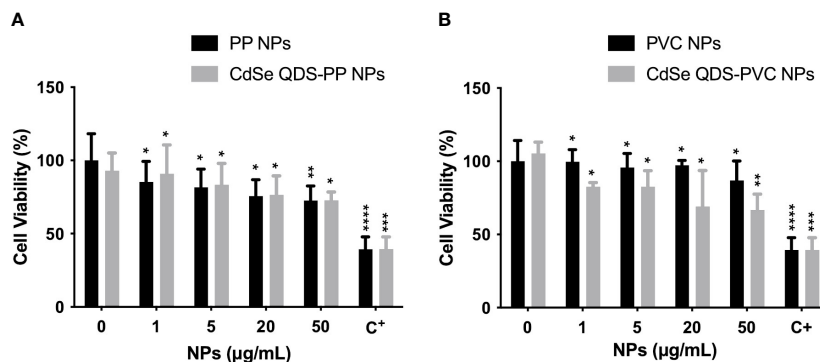 A
PP NPs
CdSe QDS-PP NPs
Cell Viability (%)
150
100
50
0
* * * * * * ** * **** ***
0 1 5 20 50 C⁺
NPs (µg/mL)
B
PVC NPs
CdSe QDS-PVC NPs
Cell Viability (%)
150
100
50
0
* * * * * * * ** **** ***
0 1 5 20 50 C+
NPs (µg/mL)